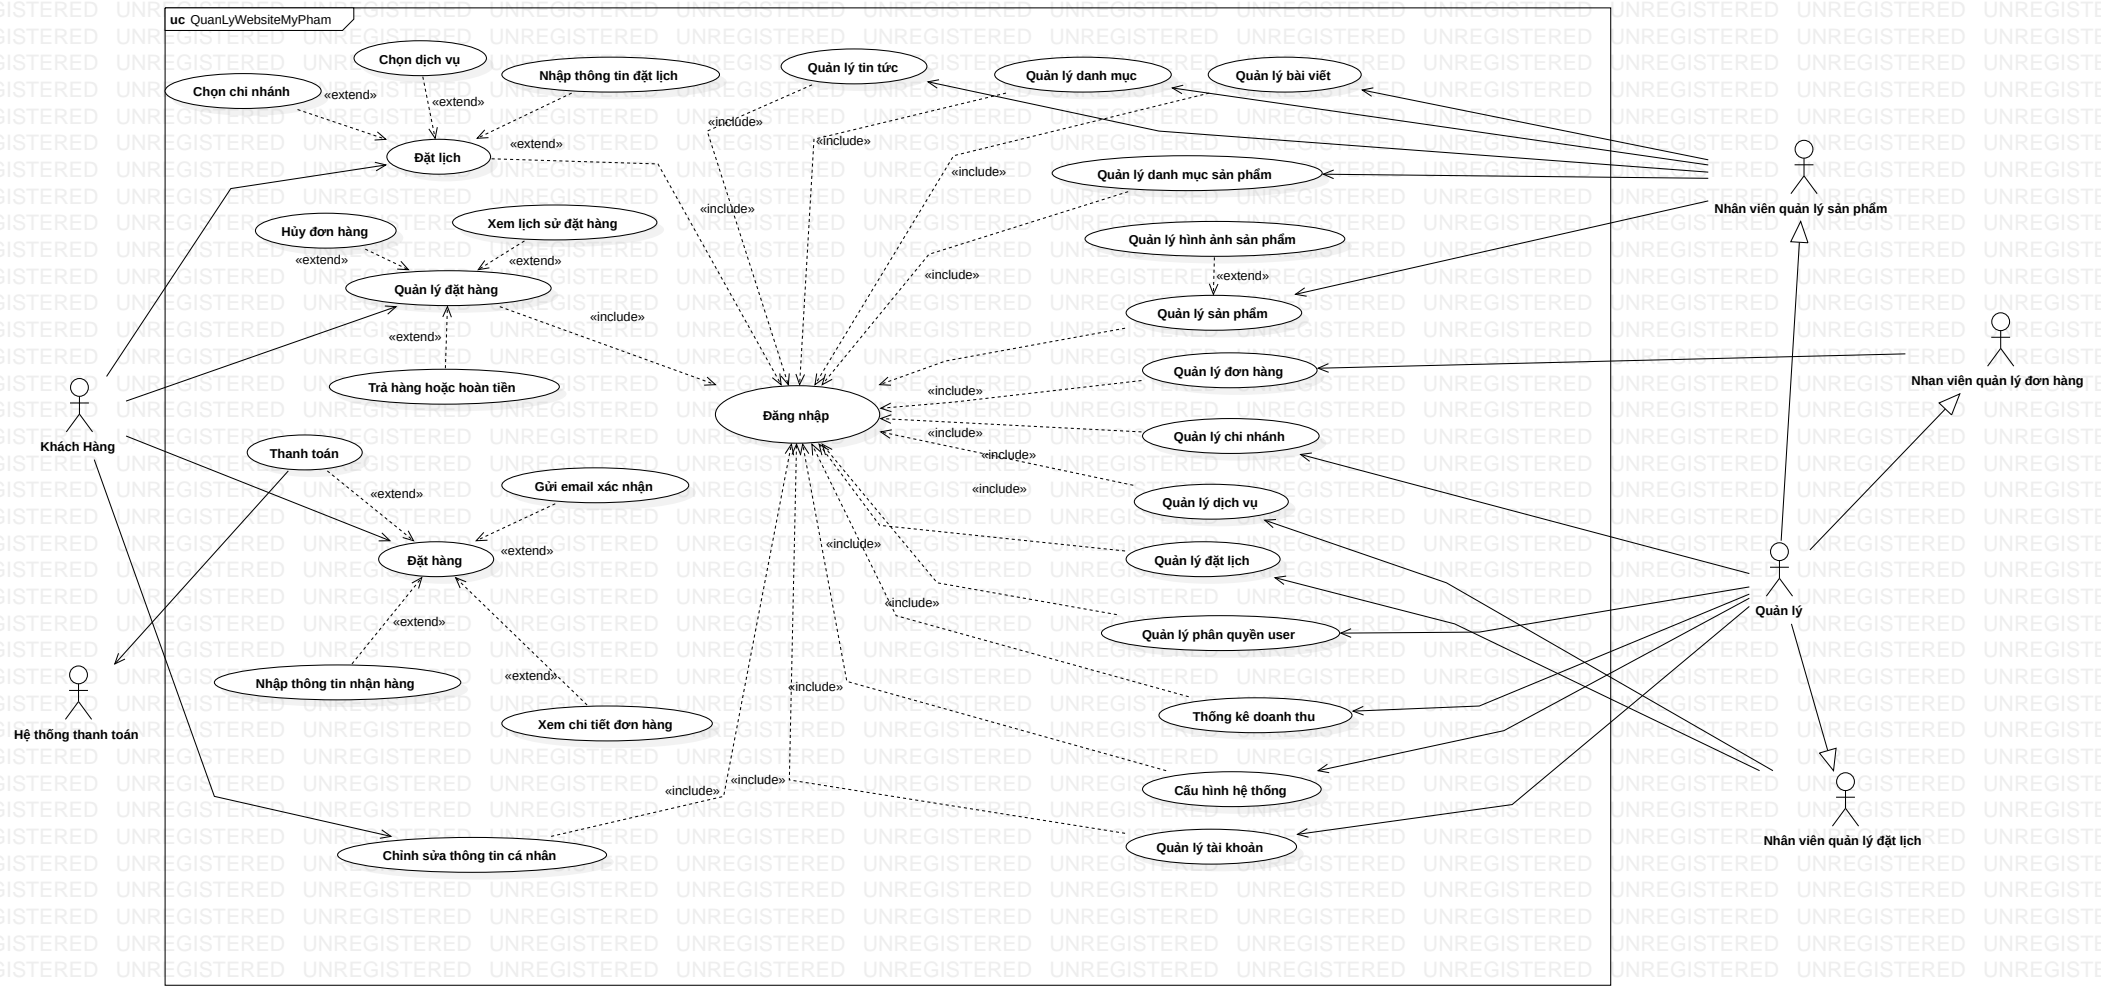 uc QuanLyWebsiteMyPham
Chọn dịch vụ
Nhập thông tin đặt lịch
Quản lý tin tức
Quản lý danh mục
Quản lý bài viết
Chọn chi nhánh
«extend»
«extend»
«include»
«extend»
«include»
Đặt lịch
«include»
Quản lý danh mục sản phẩm
«include»
Nhân viên quản lý sản phẩm
Hủy đơn hàng
Xem lịch sử đặt hàng
Quản lý hình ảnh sản phẩm
«extend»
«extend»
«include»
«extend»
Quản lý đặt hàng
«include»
Quản lý sản phẩm
«extend»
Quản lý đơn hàng
Nhan viên quản lý đơn hàng
Trả hàng hoặc hoàn tiền
«include»
Đăng nhập
Khách Hàng
Quản lý chi nhánh
«include»
Thanh toán
«include»
Gửi email xác nhận
«extend»
«include»
Quản lý dịch vụ
«include»
«extend»
Đặt hàng
Quản lý đặt lịch
«include»
Quản lý
«extend»
Quản lý phân quyền user
«extend»
Nhập thông tin nhận hàng
«include»
Xem chi tiết đơn hàng
Thống kê doanh thu
Hệ thống thanh toán
«include»
«include»
Cấu hình hệ thống
Chỉnh sửa thông tin cá nhân
Quản lý tài khoản
Nhân viên quản lý đặt lịch
UNREGISTERED